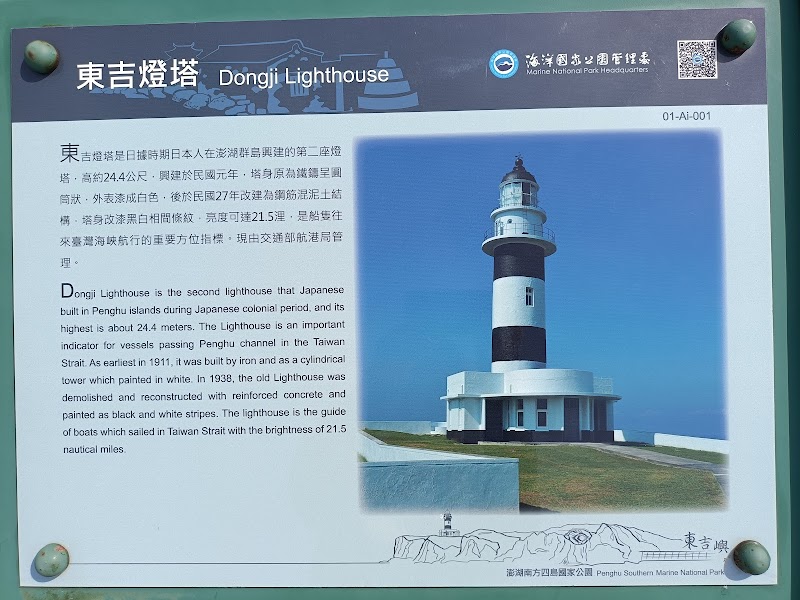 東吉燈塔 Dongji Lighthouse
海洋國家公園管理處
Marine National Park Headquarters
01-Ai-001
東吉燈塔是日據時期日本人在澎湖群島興建的第二座燈
塔，高約24.4公尺，興建於民國元年，塔身原為鐵鑄呈圓
筒狀，外表漆成白色，後於民國27年改建為鋼筋混泥土結
構，塔身改漆黑白相間條紋，亮度可達21.5浬，是船隻往
來臺灣海峽航行的重要方位指標。現由交通部航港局管
理。
Dongji Lighthouse is the second lighthouse that Japanese
built in Penghu islands during Japanese colonial period, and its
highest is about 24.4 meters. The Lighthouse is an important
indicator for vessels passing Penghu channel in the Taiwan
Strait. As earliest in 1911, it was built by iron and as a cylindrical
tower which painted in white. In 1938, the old Lighthouse was
demolished and reconstructed with reinforced concrete and
painted as black and white stripes. The lighthouse is the guide
of boats which sailed in Taiwan Strait with the brightness of 21.5
nautical miles.
東吉嶼
澎湖南方四島國家公園 Penghu Southern Marine National Park